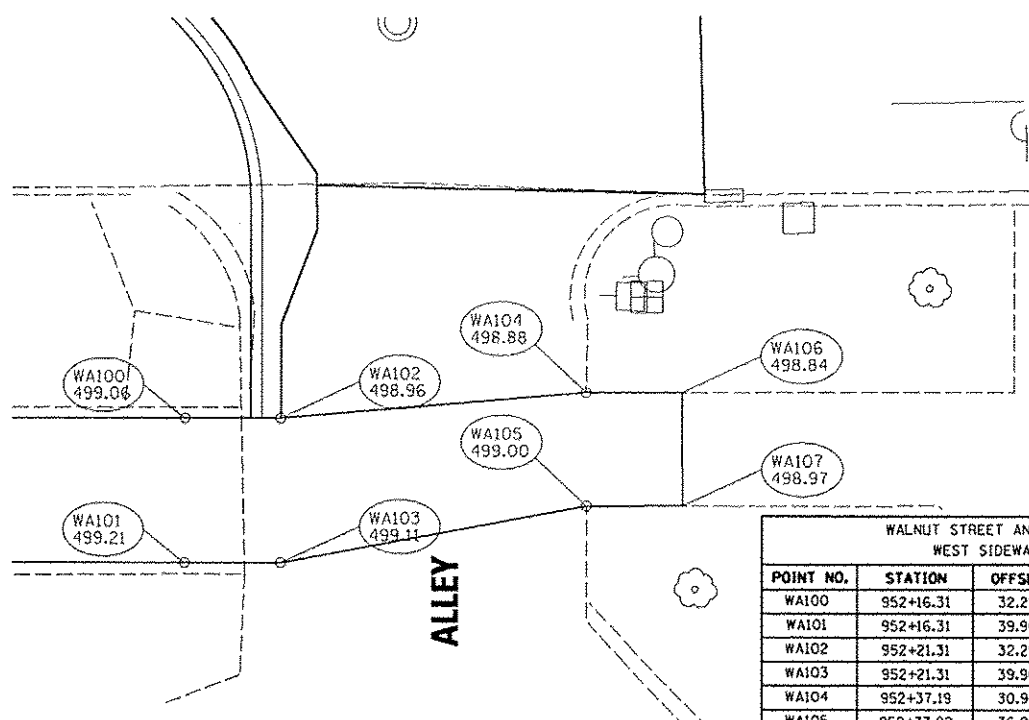 WA104
498.88
WA106
498.84
WA100
499.06
WA102
498.96
WA105
499.00
WA107
498.97
WA101
499.21
WA103
499.11
ALLEY
WALNUT STREET
WEST
POINT NO. STATION
WA100 952+16.31 32.2
WA101 952+16.31 39.9
WA102 952+21.31 32.2
WA103 952+21.31 39.9
WA104 952+37.19 30.9